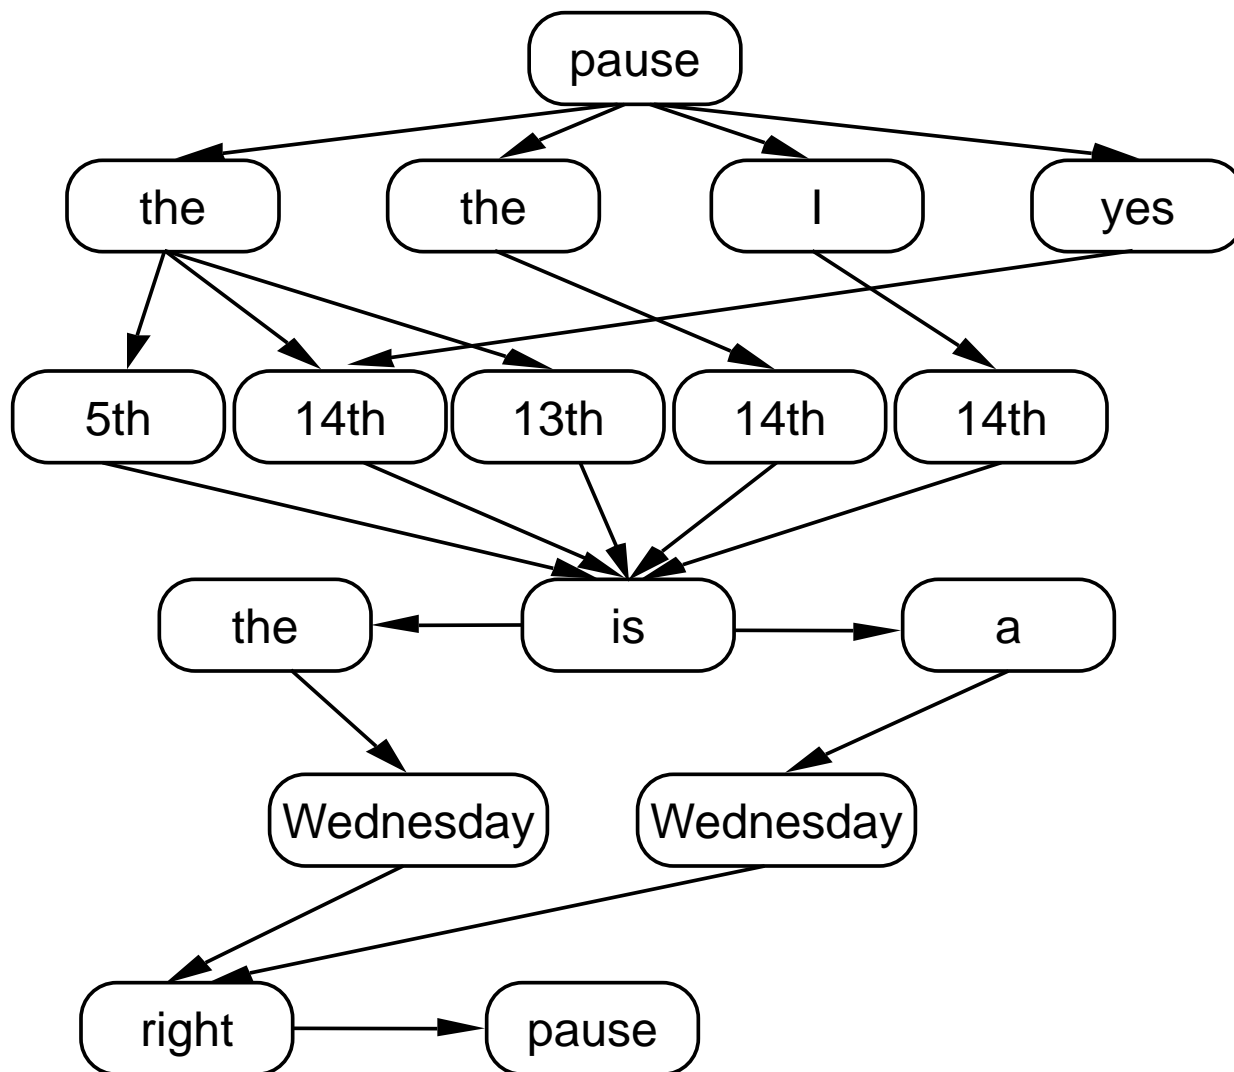 pause
the the I yes
5th 14th 13th 14th 14th
the is a
Wednesday Wednesday
right pause